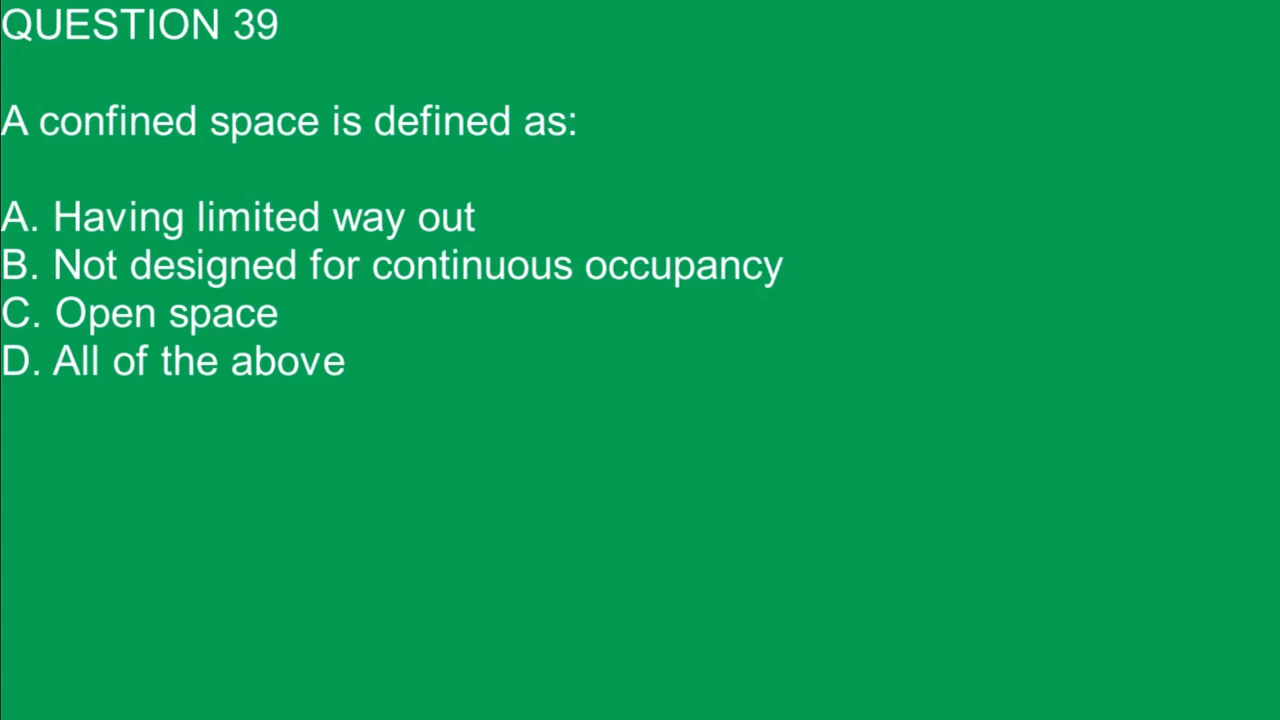 QUESTION 39
A confined space is defined as:
A. Having limited way out
B. Not designed for continuous occupancy
C. Open space
D. All of the above